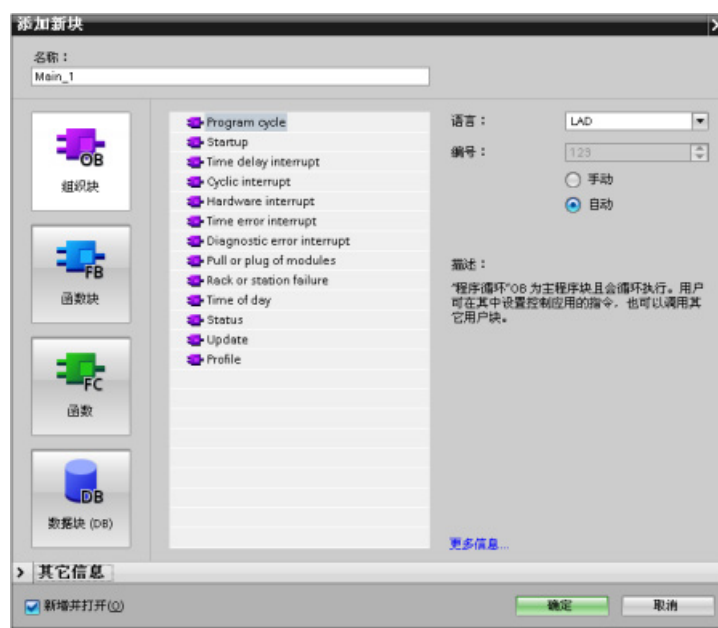 添加新块
名称：
Main_1
OB
组织块
FB
函数块
FC
函数
DB
数据块 (DB)
Program cycle
Startup
Time delay interrupt
Cyclic interrupt
Hardware interrupt
Time error interrupt
Diagnostic error interrupt
Pull or plug of modules
Rack or station failure
Time of day
Status
Update
Profile
语言：
LAD
编号：
123
手动
自动
描述：
“程序循环”OB 为主程序块且会循环执行。用户
可在其中设置控制应用的指令，也可以调用其
它用户块。
更多信息...
其它信息
新增并打开(O)
确定
取消